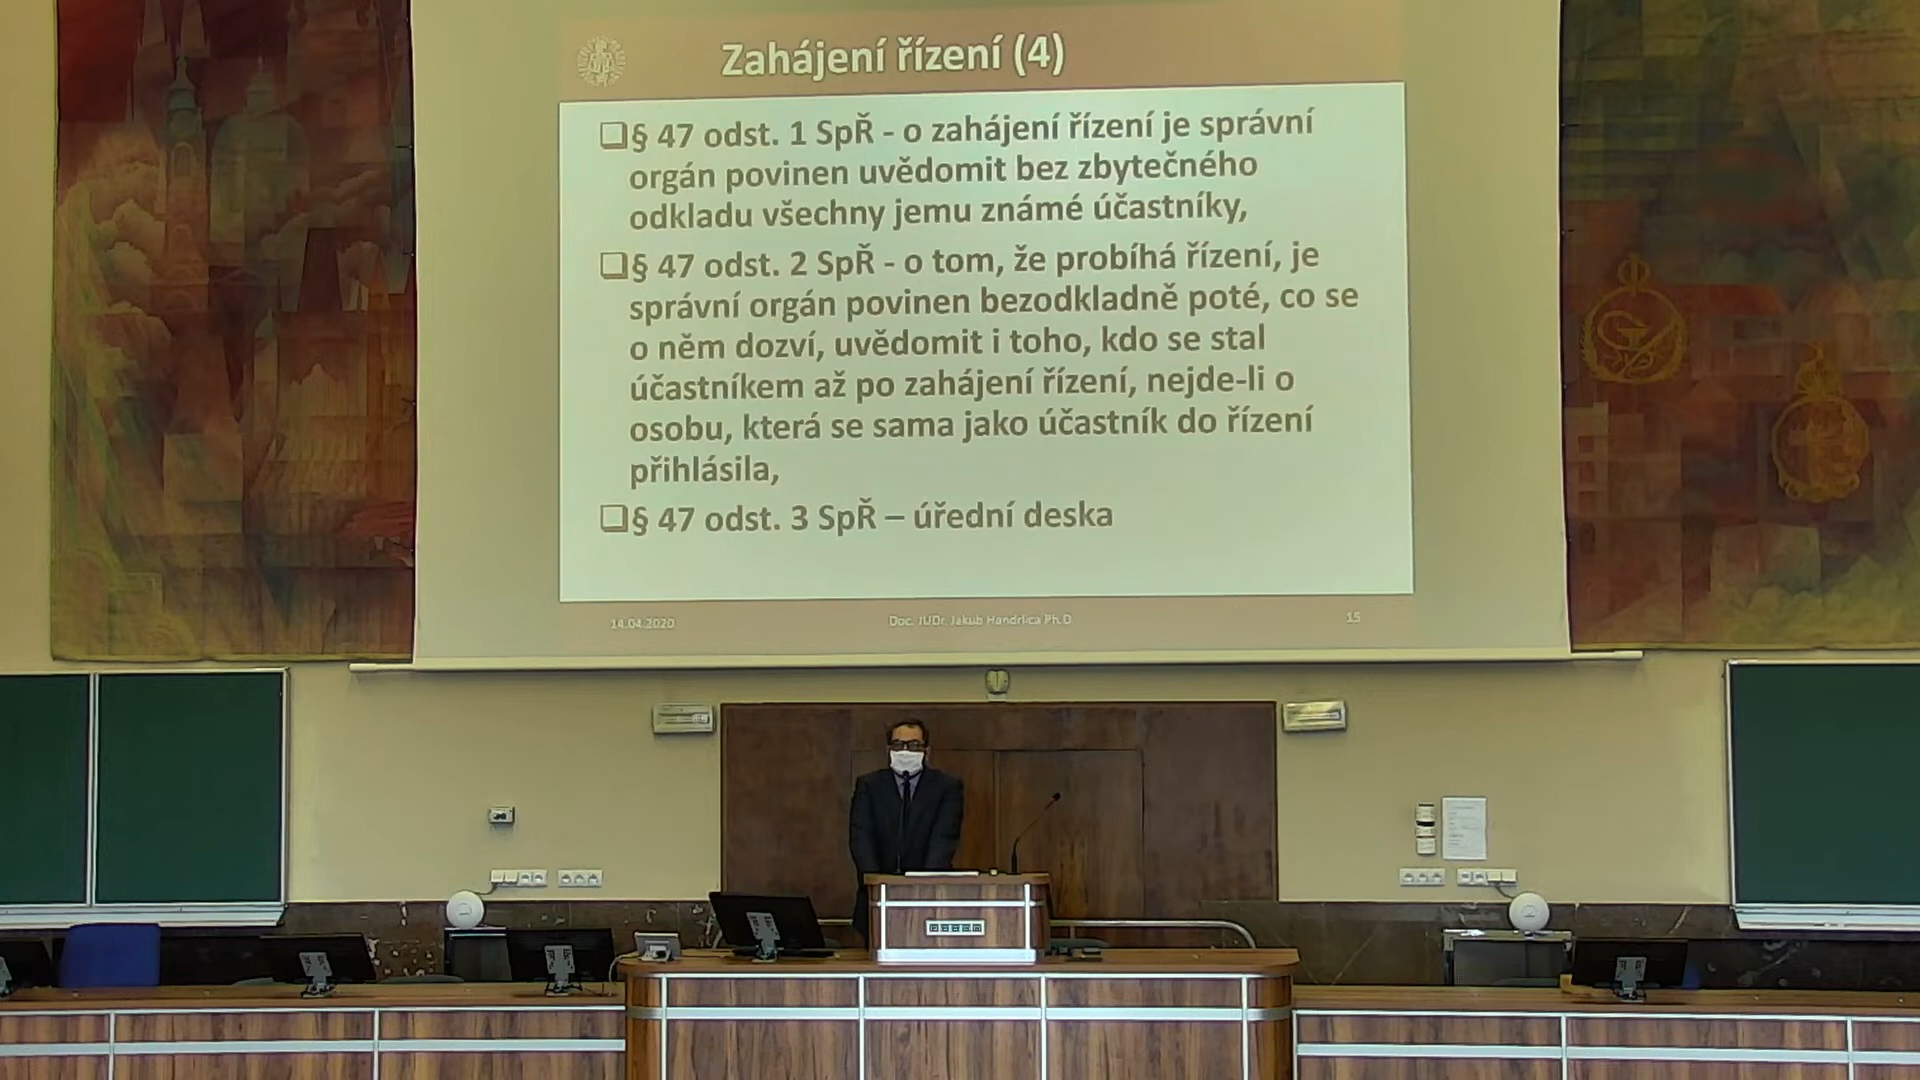 Zahájení řízení (4)
❑§ 47 odst. 1 SpŘ - o zahájení řízení je správní
orgán povinen uvědomit bez zbytečného
odkladu všechny jemu známé účastníky,
❑§ 47 odst. 2 SpŘ - o tom, že probíhá řízení, je
správní orgán povinen bezodkladně poté, co se
o něm dozví, uvědomit i toho, kdo se stal
účastníkem až po zahájení řízení, nejde-li o
osobu, která se sama jako účastník do řízení
přihlásila,
❑§ 47 odst. 3 SpŘ – úřední deska
14.04.2020 Doc. JUDr. Jakub Handrlica Ph.D 15